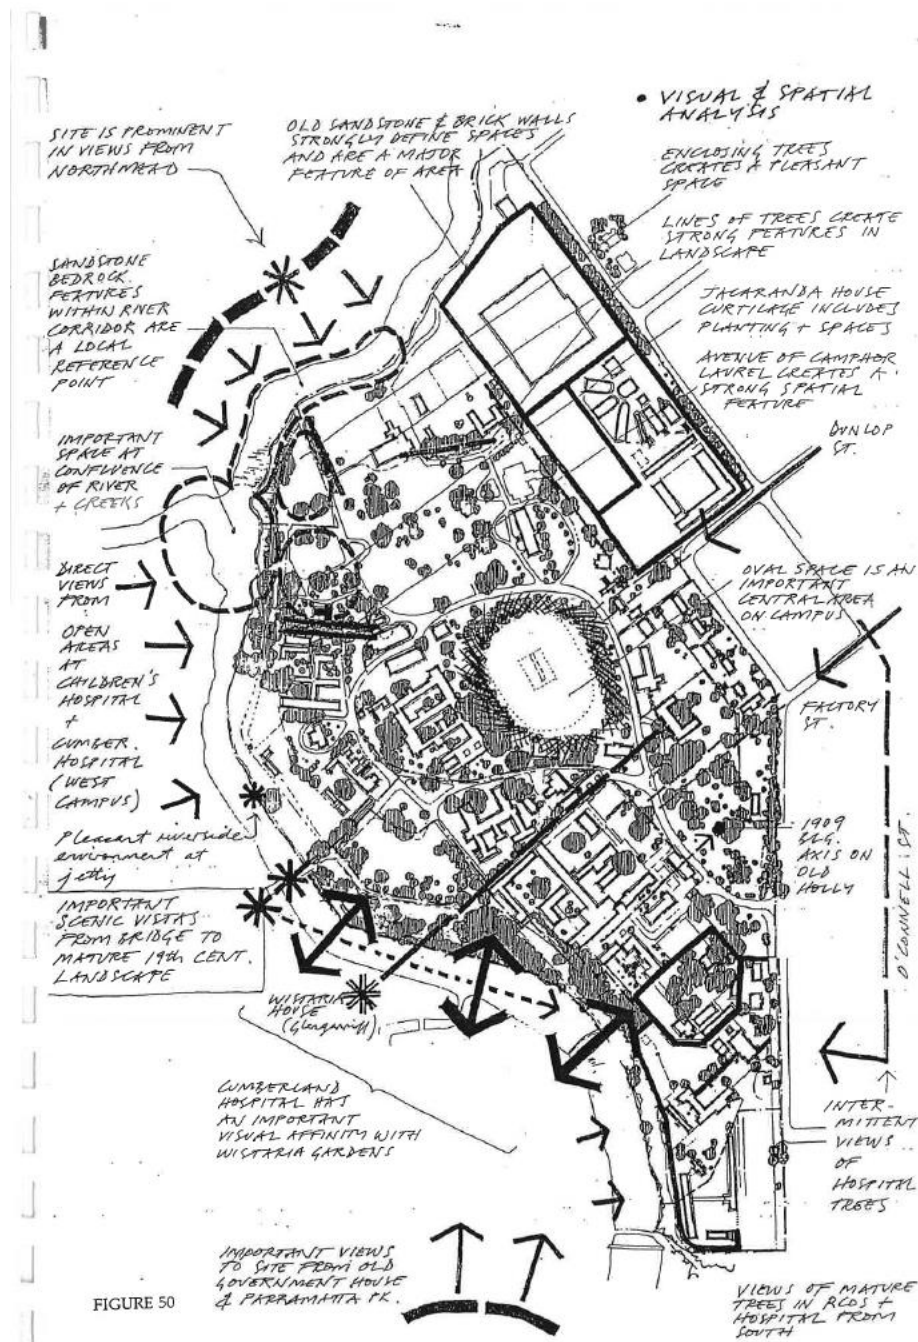 • VISUAL & SPATIAL
ANALYSIS
SITE IS PROMINENT
IN VIEWS FROM
NORTHMEAD
OLD SANDSTONE & BRICK WALLS
STRONGLY DEFINE SPACES
AND ARE A MAJOR
FEATURE OF AREA
ENCLOSING TREES
CREATES A PLEASANT
SPACE
LINES OF TREES CREATE
STRONG FEATURES IN
LANDSCAPE
JACARANDA HOUSE
CURTILAGE INCLUDES
PLANTING + SPACES
AVENUE OF CAMPHOR
LAUREL CREATES A
STRONG SPATIAL
FEATURE
DUNLOP
ST.
SANDSTONE
BEDROCK
FEATURES
WITHIN RIVER
CORRIDOR ARE
A LOCAL
REFERENCE
POINT
IMPORTANT
SPACE AT
CONFLUENCE
OF RIVER
+ CREEKS
DIRECT
VIEWS
FROM
OPEN
AREAS
AT
CHILDREN'S
HOSPITAL
+
CUMBER.
HOSPITAL
(WEST
CAMPUS)
OVAL SPACE IS AN
IMPORTANT
CENTRAL AREA
ON CAMPUS
FACTORY
ST.
1909
BLG.
AXIS ON
OLD
HOLLY
O'CONNELL ST.
Pleasant riverside
environment at
jetty
IMPORTANT
SCENIC VISTAS
FROM BRIDGE TO
MATURE 19th CENT.
LANDSCAPE
WISTARIA
HOUSE
(Glengarriff)
CUMBERLAND
HOSPITAL HAS
AN IMPORTANT
VISUAL AFFINITY WITH
WISTARIA GARDENS
INTER-
MITTENT
VIEWS
OF
HOSPITAL
TREES
IMPORTANT VIEWS
TO SITE FROM OLD
GOVERNMENT HOUSE
& PARRAMATTA PK.
FIGURE 50
VIEWS OF MATURE
TREES IN RCDS +
HOSPITAL FROM
SOUTH